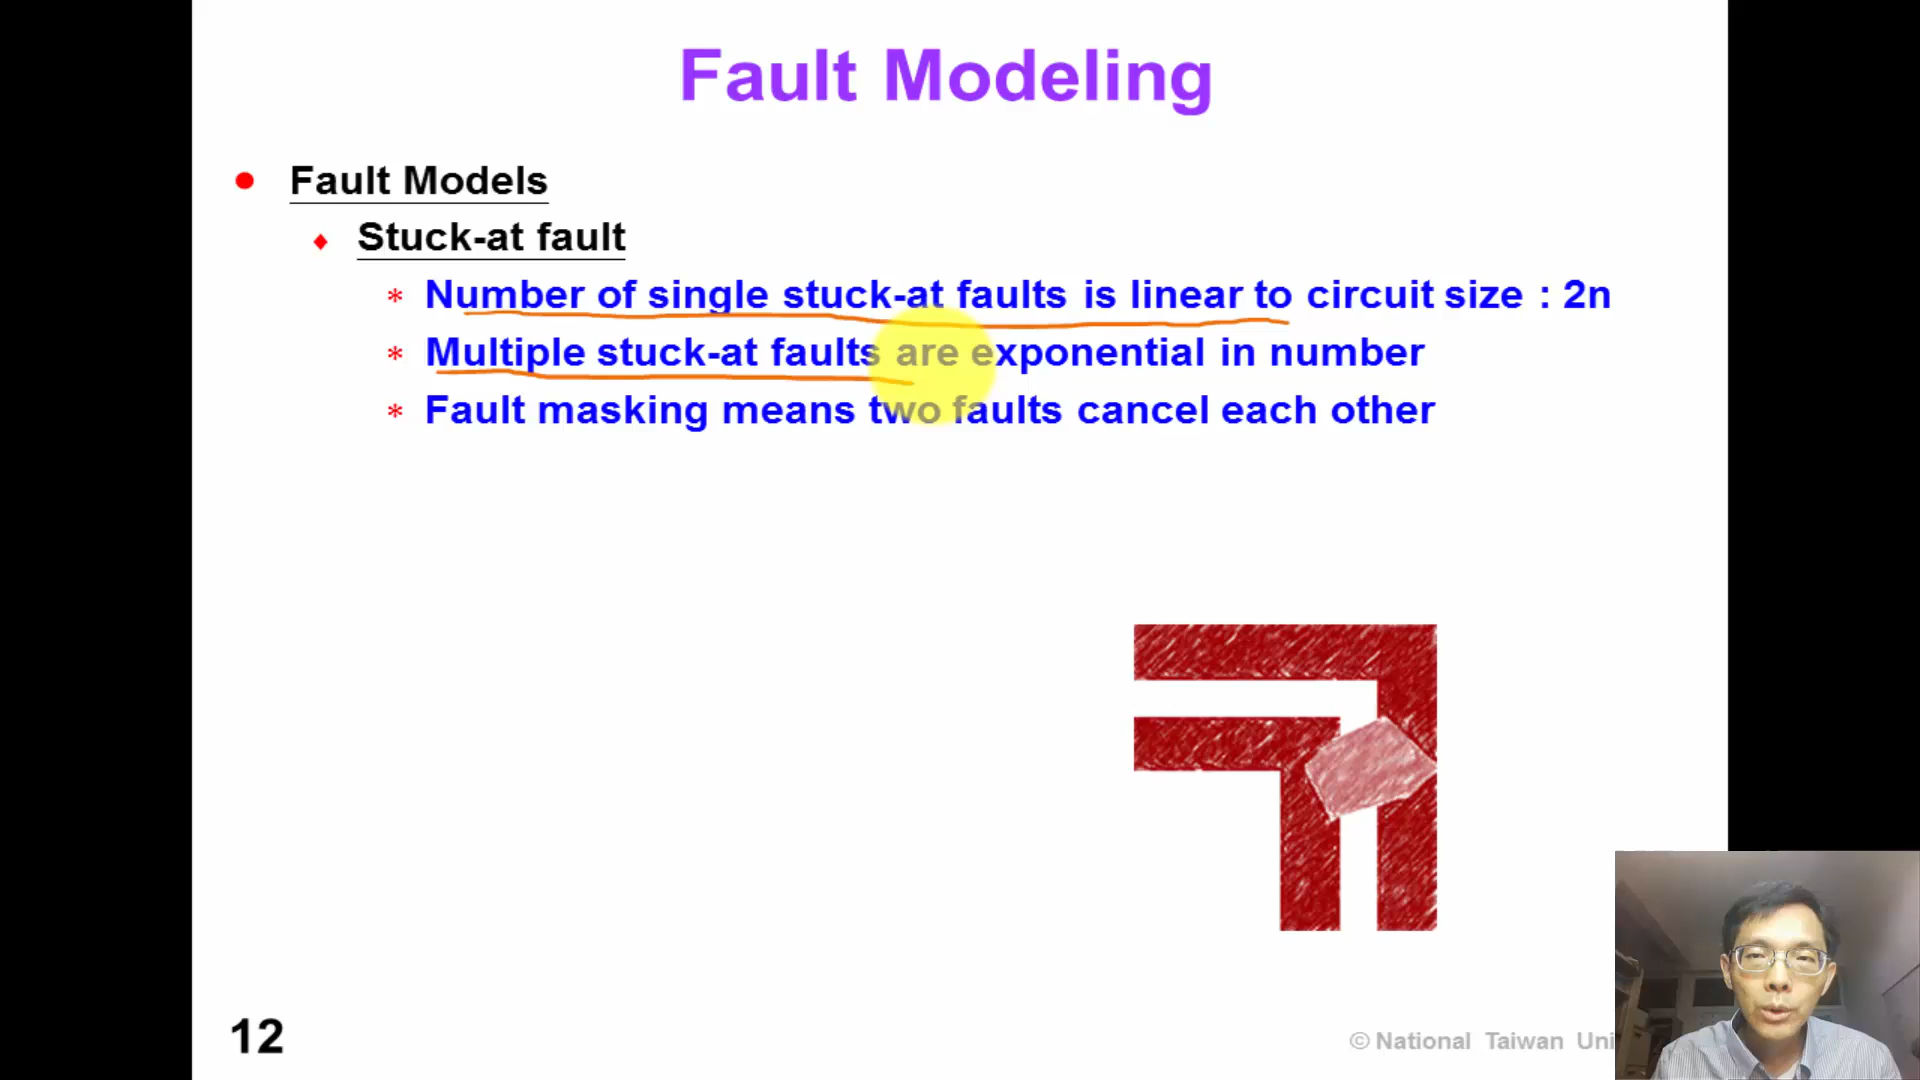 Fault Modeling
Fault Models
Stuck-at fault
* Number of single stuck-at faults is linear to circuit size : 2n
* Multiple stuck-at faults are exponential in number
* Fault masking means two faults cancel each other
12
© National Taiwan Uni